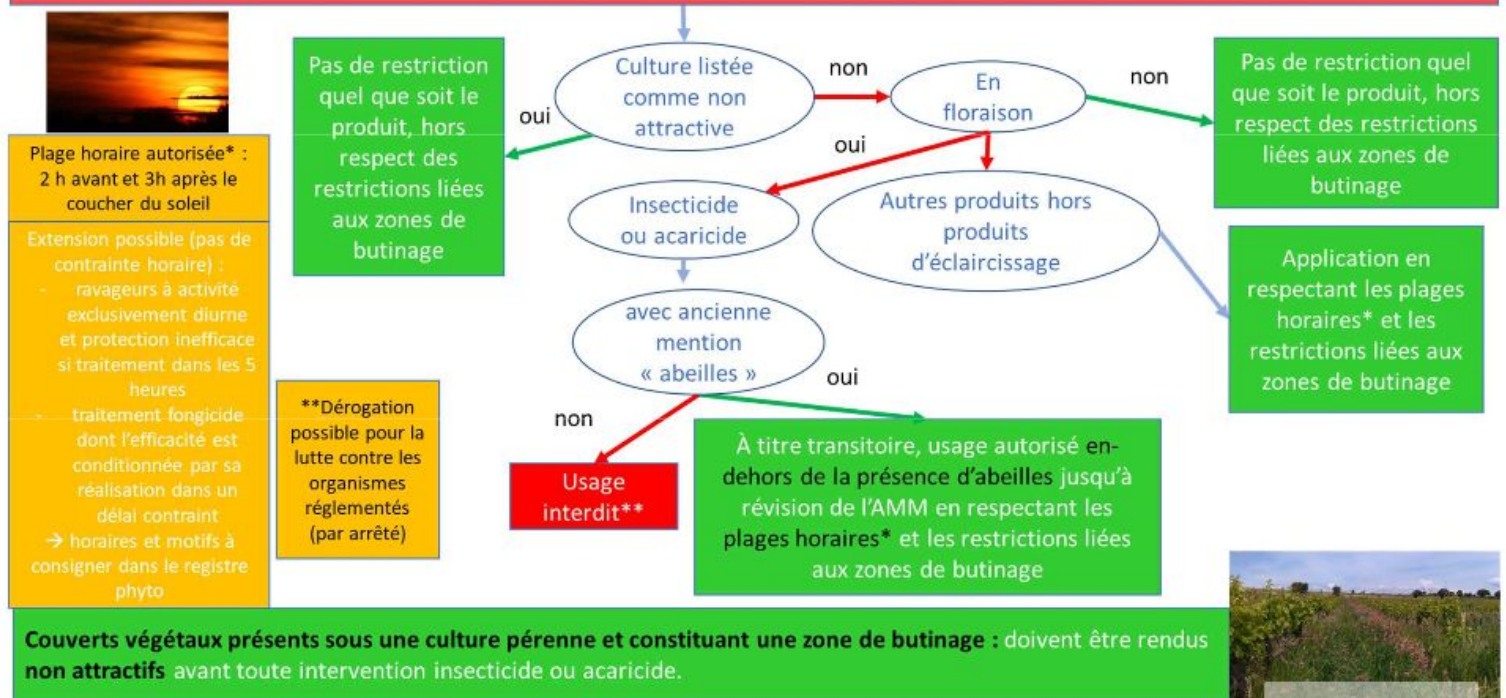 Culture listée
comme non
attractive
non
oui
En
floraison
non
oui
Pas de restriction
quel que soit le
produit, hors
respect des
restrictions liées
aux zones de
butinage
Pas de restriction quel
que soit le produit, hors
respect des restrictions
liées aux zones de
butinage
Plage horaire autorisée* :
2 h avant et 3h après le
coucher du soleil
Extension possible (pas de
contrainte horaire) :
- ravageurs à activité
exclusivement diurne
et protection inefficace
si traitement dans les 5
heures
- traitement fongicide
dont l'efficacité est
conditionnée par sa
réalisation dans un
délai contraint
→ horaires et motifs à
consigner dans le registre
phyto
Insecticide
ou acaricide
Autres produits hors
produits
d'éclaircissage
Application en
respectant les plages
horaires* et les
restrictions liées aux
zones de butinage
avec ancienne
mention
« abeilles »
oui
non
**Dérogation
possible pour la
lutte contre les
organismes
réglementés
(par arrêté)
Usage
interdit**
À titre transitoire, usage autorisé en-
dehors de la présence d'abeilles jusqu'à
révision de l'AMM en respectant les
plages horaires* et les restrictions liées
aux zones de butinage
Couverts végétaux présents sous une culture pérenne et constituant une zone de butinage : doivent être rendus
non attractifs avant toute intervention insecticide ou acaricide.